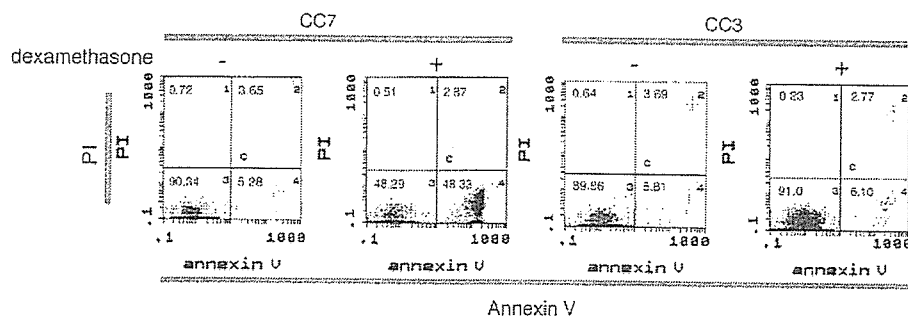 CC7
CC3
dexamethasone
- + - +
PI
1000 PI .1
0.72 1 3.65 2
c
90.34 3 5.28 4
.1 1000
annexin V
1000 PI .1
0.51 1 2.87 2
c
48.29 3 48.33 4
.1 1000
annexin V
1000 PI .1
0.64 1 3.69 2
c
89.86 3 5.81 4
.1 1000
annexin V
1000 PI .1
0.23 1 2.77 2
c
91.0 3 6.10 4
.1 1000
annexin V
Annexin V